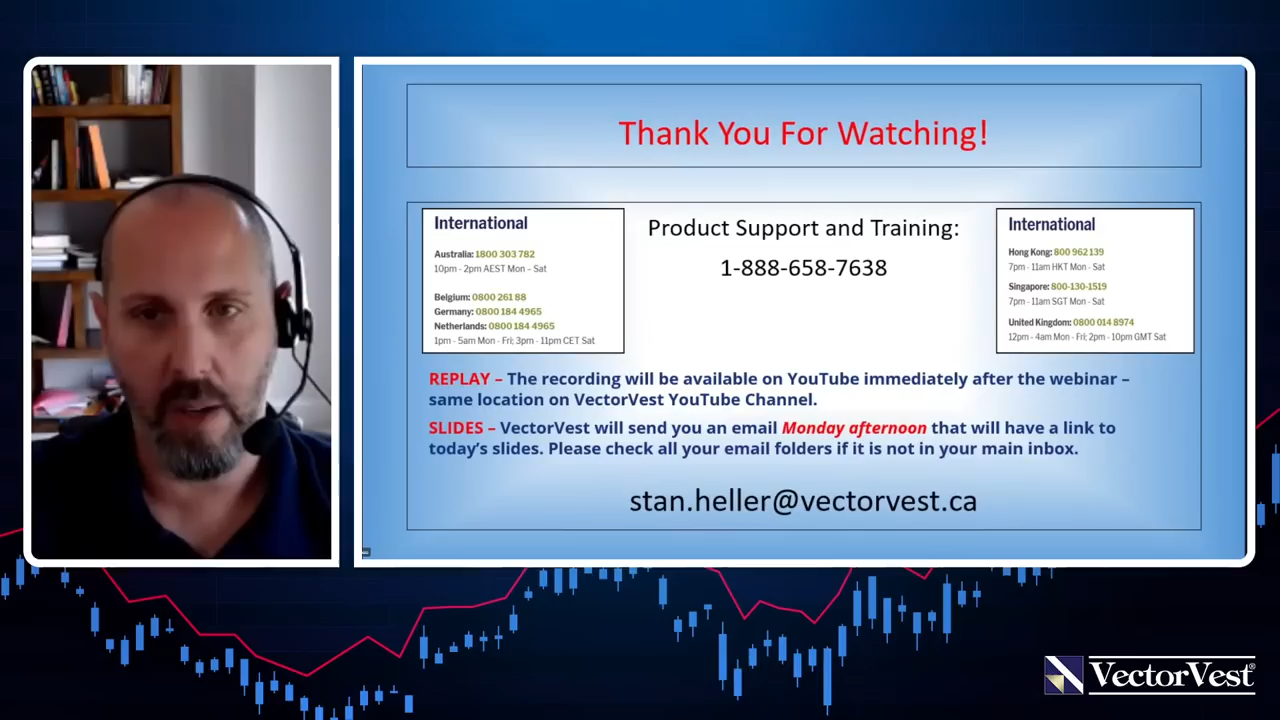 Thank You For Watching!
International
Australia: 1800 303 782
10pm - 2pm AEST Mon - Sat
Belgium: 0800 261 88
Germany: 0800 184 4965
Netherlands: 0800 184 4965
1pm - 5am Mon - Fri; 3pm - 11pm CET Sat
Product Support and Training:
1-888-658-7638
International
Hong Kong: 800 962 139
7pm - 11am HKT Mon - Sat
Singapore: 800-130-1519
7pm - 11am SGT Mon - Sat
United Kingdom: 0800 014 8974
12pm - 4am Mon - Fri; 2pm - 10pm GMT Sat
REPLAY – The recording will be available on YouTube immediately after the webinar –
same location on VectorVest YouTube Channel.
SLIDES – VectorVest will send you an email Monday afternoon that will have a link to
today's slides. Please check all your email folders if it is not in your main inbox.
stan.heller@vectorvest.ca
VectorVest®